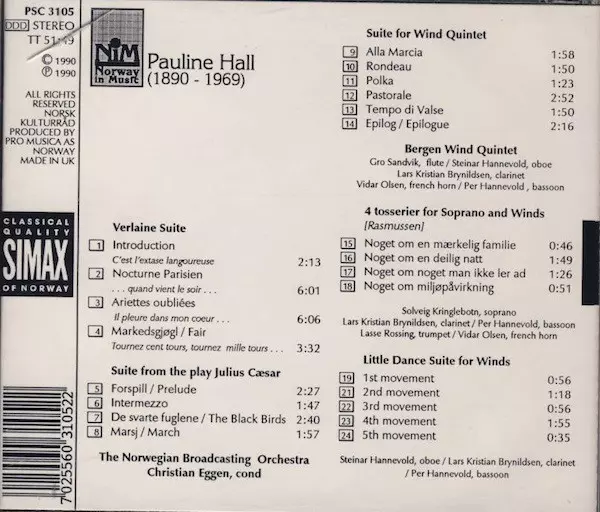 PSC 3105
DDD STEREO
TT 51:49
© 1990
℗ 1990
ALL RIGHTS
RESERVED
NORSK
KULTURRÅD
PRODUCED BY
PRO MUSICA AS
NORWAY
MADE IN UK
CLASSICAL
QUALITY
SIMAX
OF NORWAY
7025560 310522
NIM
Norway
in Music
Pauline Hall
(1890 - 1969)
Verlaine Suite
1 Introduction
C'est l'extase langoureuse 2:13
2 Nocturne Parisien
. . . quand vient le soir . . . 6:01
3 Ariettes oubliées
Il pleure dans mon coeur . . . 6:06
4 Markedsgjøgl / Fair
Tournez cent tours, tournez mille tours . . . 3:32
Suite from the play Julius Cæsar
5 Forspill / Prelude 2:27
6 Intermezzo 1:47
7 De svarte fuglene / The Black Birds 2:40
8 Marsj / March 1:57
The Norwegian Broadcasting Orchestra
Christian Eggen, cond
Suite for Wind Quintet
9 Alla Marcia 1:58
10 Rondeau 1:50
11 Polka 1:23
12 Pastorale 2:52
13 Tempo di Valse 1:50
14 Epilog / Epilogue 2:16
Bergen Wind Quintet
Gro Sandvik, flute / Steinar Hannevold, oboe
Lars Kristian Brynildsen, clarinet
Vidar Olsen, french horn / Per Hannevold , bassoon
4 tosserier for Soprano and Winds
[Rasmussen]
15 Noget om en mærkelig familie 0:46
16 Noget om en deilig natt 1:49
17 Noget om noget man ikke ler ad 1:26
18 Noget om miljøpåvirkning 0:51
Solveig Kringlebotn, soprano
Lars Kristian Brynildsen, clarinet / Per Hannevold, bassoon
Lasse Rossing, trumpet / Vidar Olsen, french horn
Little Dance Suite for Winds
19 1st movement 0:56
21 2nd movement 1:18
22 3rd movement 0:56
23 4th movement 1:55
24 5th movement 0:35
Steinar Hannevold, oboe / Lars Kristian Brynildsen, clarinet
/ Per Hannevold, bassoon